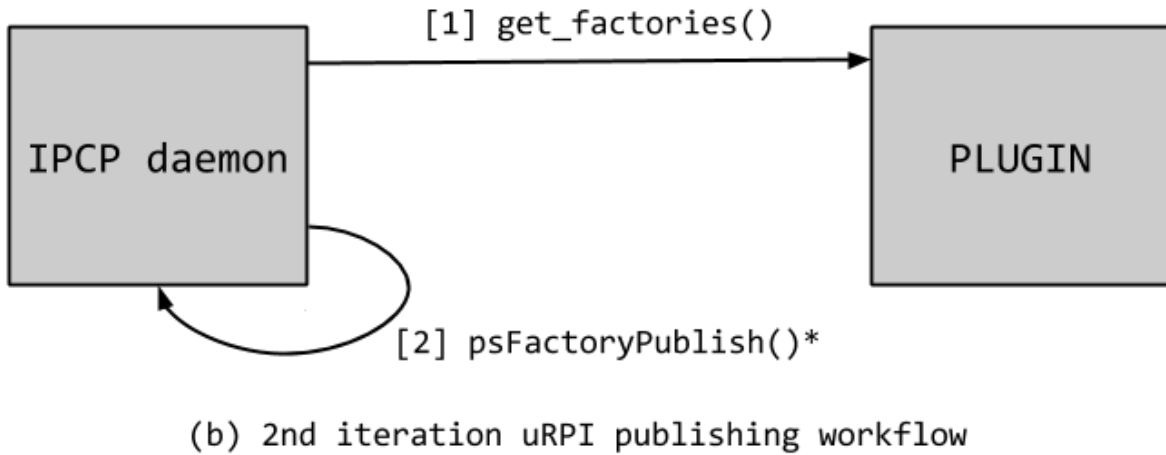 [1] get_factories()
IPCP daemon
PLUGIN
[2] psFactoryPublish()*
(b) 2nd iteration uRPI publishing workflow